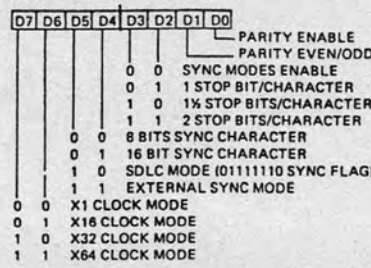 D7 D6 D5 D4 D3 D2 D1 D0
PARITY ENABLE
PARITY EVEN/ODD
0 0 SYNC MODES ENABLE
0 1 1 STOP BIT/CHARACTER
1 0 1½ STOP BITS/CHARACTER
1 1 2 STOP BITS/CHARACTER
0 0 8 BITS SYNC CHARACTER
0 1 16 BIT SYNC CHARACTER
1 0 SDLC MODE (01111110 SYNC FLAG
1 1 EXTERNAL SYNC MODE
0 0 X1 CLOCK MODE
0 1 X16 CLOCK MODE
1 0 X32 CLOCK MODE
1 1 X64 CLOCK MODE